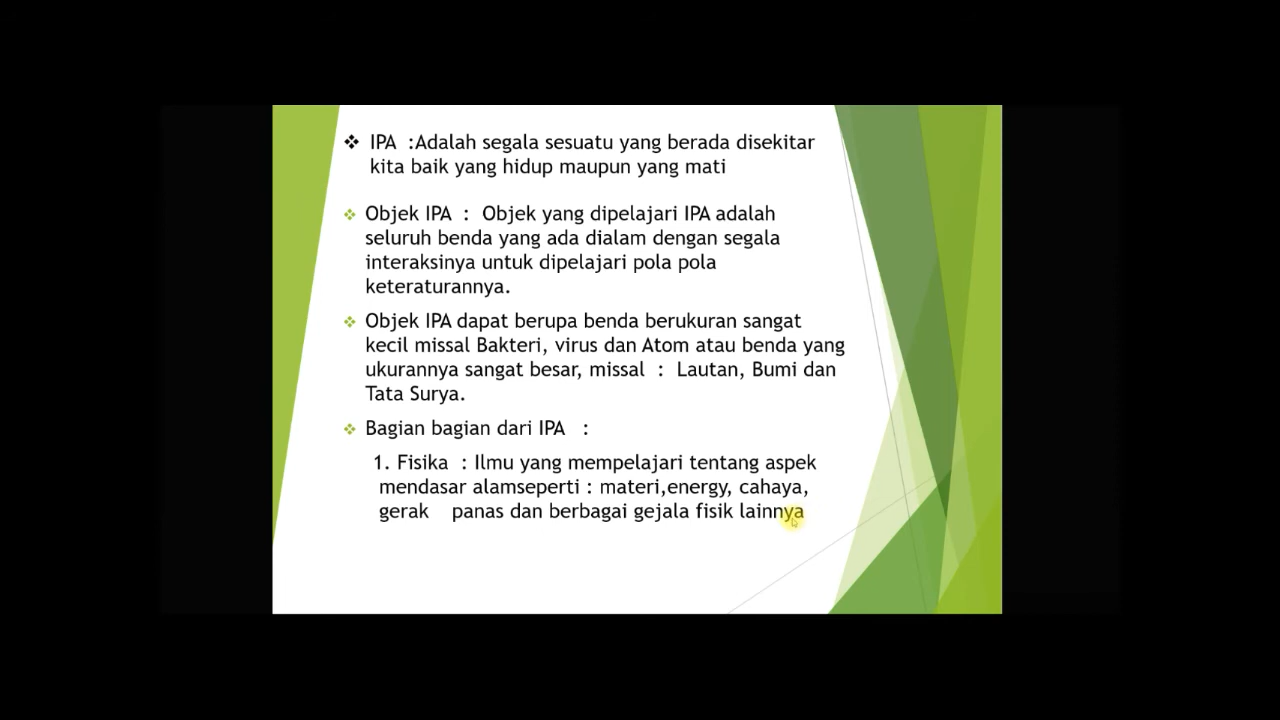 IPA :Adalah segala sesuatu yang berada disekitar
kita baik yang hidup maupun yang mati
Objek IPA : Objek yang dipelajari IPA adalah
seluruh benda yang ada dialam dengan segala
interaksinya untuk dipelajari pola pola
keteraturannya.
Objek IPA dapat berupa benda berukuran sangat
kecil missal Bakteri, virus dan Atom atau benda yang
ukurannya sangat besar, missal : Lautan, Bumi dan
Tata Surya.
Bagian bagian dari IPA :
1. Fisika : Ilmu yang mempelajari tentang aspek
mendasar alamseperti : materi,energy, cahaya,
gerak panas dan berbagai gejala fisik lainnya